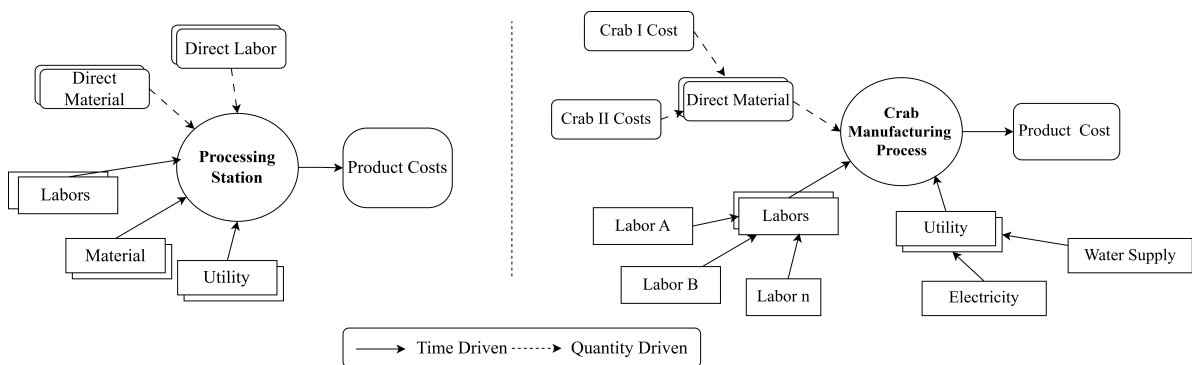 Direct Labor
Direct
Material
Processing
Station
Product Costs
Labors
Material
Utility
Crab I Cost
Direct Material
Crab II Costs
Crab
Manufacturing
Process
Product Cost
Labors
Labor A
Labor B
Labor n
Utility
Water Supply
Electricity
Time Driven
Quantity Driven